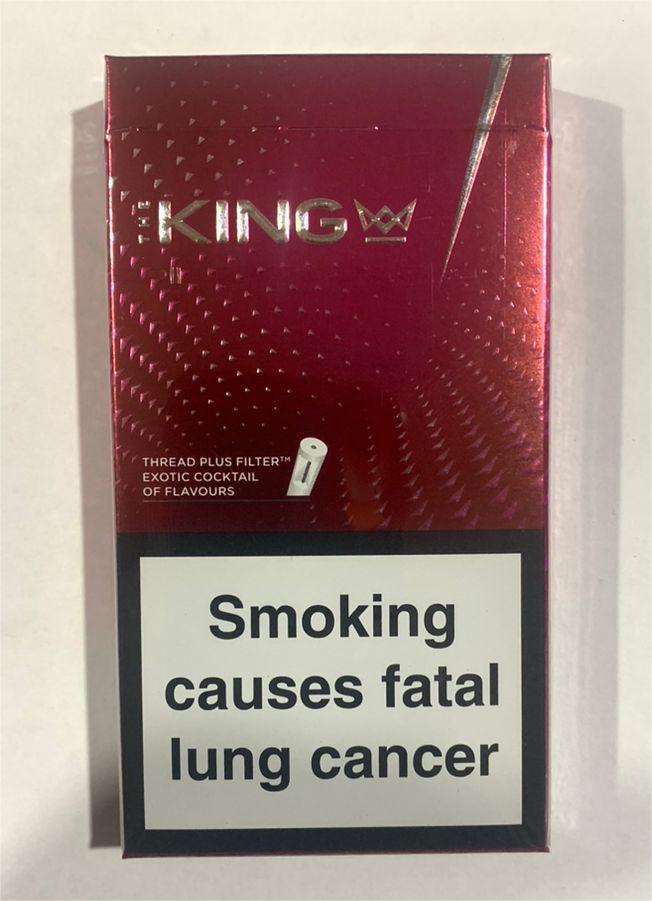 THE KING
THREAD PLUS FILTER™
EXOTIC COCKTAIL
OF FLAVOURS
Smoking
causes fatal
lung cancer